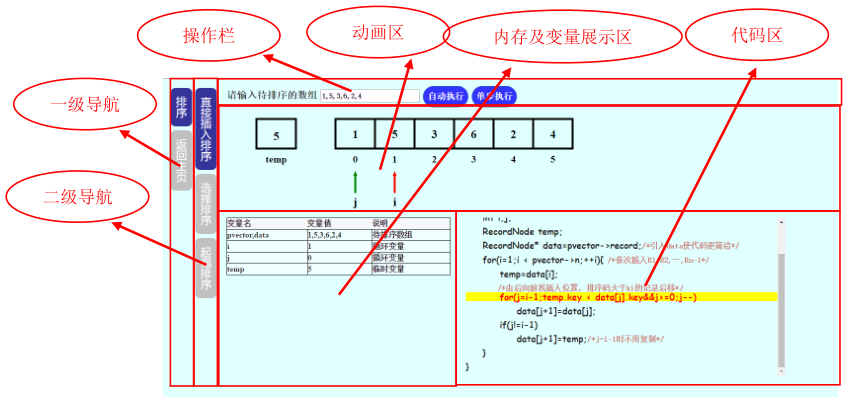 操作栏
动画区
内存及变量展示区
代码区
一级导航
二级导航
排序
返回主页
直接插入排序
选择排序
起泡排序
请输入待排序的数组 1,5,3,6,2,4 自动执行 单步执行
5 1 5 3 6 2 4
temp 0 1 2 3 4 5
j i
变量名 变量值 说明
pvector;data 1,5,3,6,2,4 待排序数组
i 1 循环变量
j 0 循环变量
temp 5 临时变量
int i,j;
RecordNode temp;
RecordNode* data=pvector->record;/*引入data使代码更简洁*/
for(i=1;i < pvector->n;++i){ /*依次插入R1,R2,…,Rn-1*/
temp=data[i];
/*由后向前找插入位置，排序码大于ki的记录后移*/
for(j=i-1;temp.key < data[j].key&&j>=0;j--)
data[j+1]=data[j];
if(j!=i-1)
data[j+1]=temp;/*j=i-1时不用复制*/
}
}